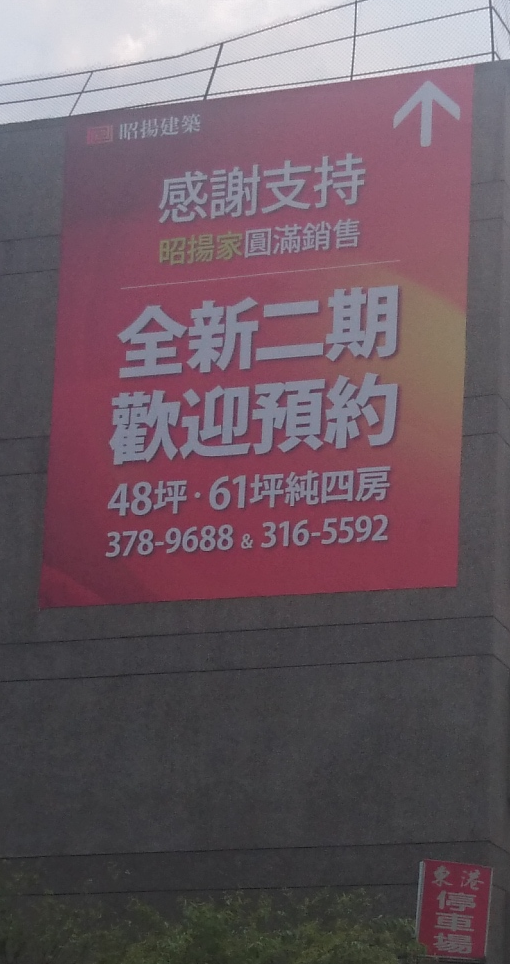 昭揚建築
感謝支持
昭揚家圓滿銷售
全新二期
歡迎預約
48坪·61坪純四房
378-9688 & 316-5592
東港
停車場